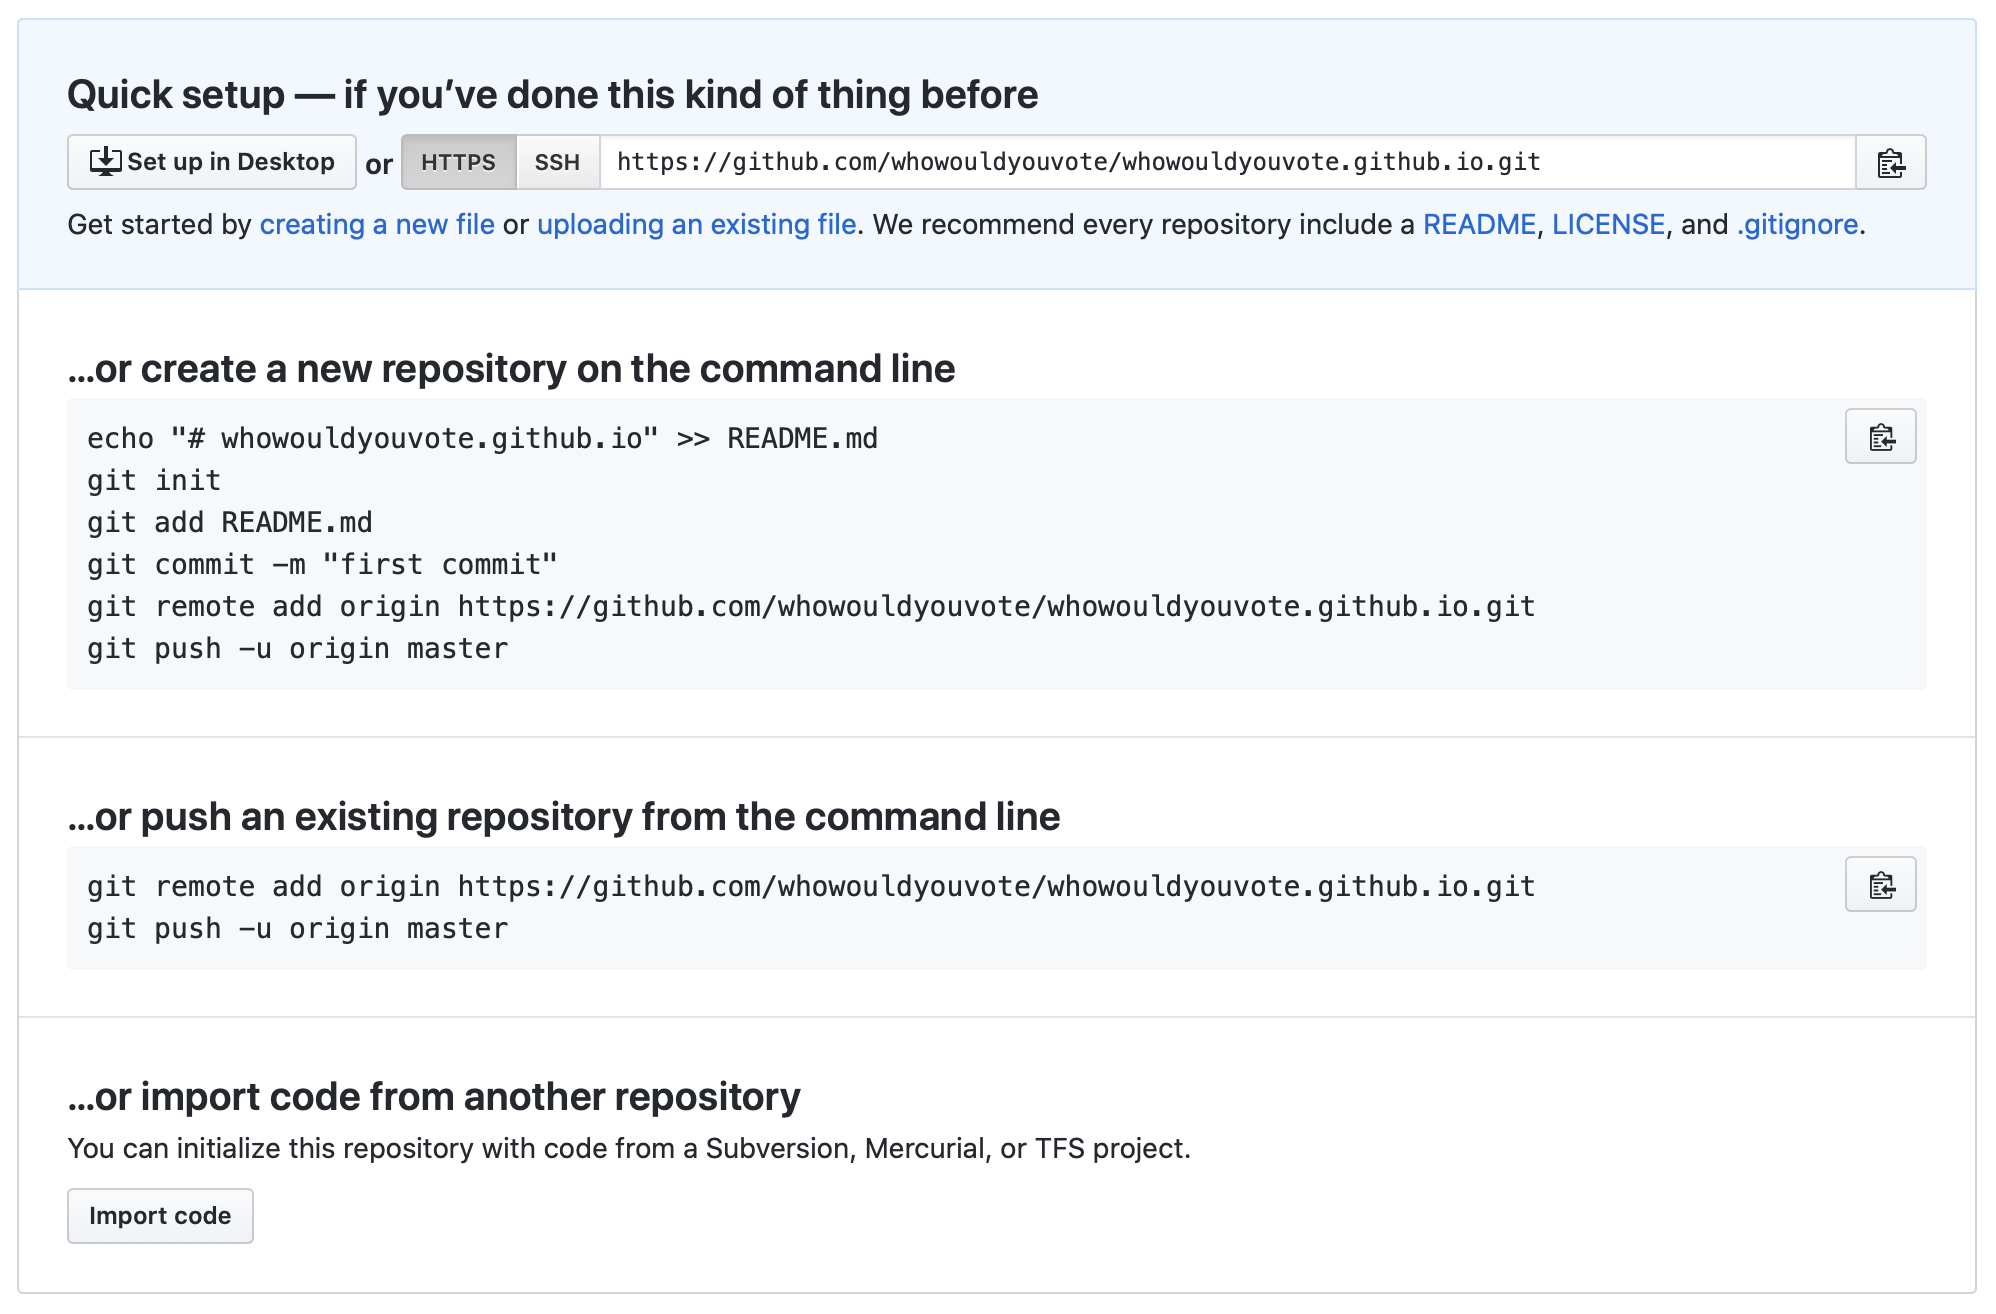 Quick setup — if you’ve done this kind of thing before
Set up in Desktop or HTTPS SSH https://github.com/whowouldyouvote/whowouldyouvote.github.io.git
Get started by creating a new file or uploading an existing file. We recommend every repository include a README, LICENSE, and .gitignore.
…or create a new repository on the command line
echo "# whowouldyouvote.github.io" >> README.md
git init
git add README.md
git commit -m "first commit"
git remote add origin https://github.com/whowouldyouvote/whowouldyouvote.github.io.git
git push -u origin master
…or push an existing repository from the command line
git remote add origin https://github.com/whowouldyouvote/whowouldyouvote.github.io.git
git push -u origin master
…or import code from another repository
You can initialize this repository with code from a Subversion, Mercurial, or TFS project.
Import code